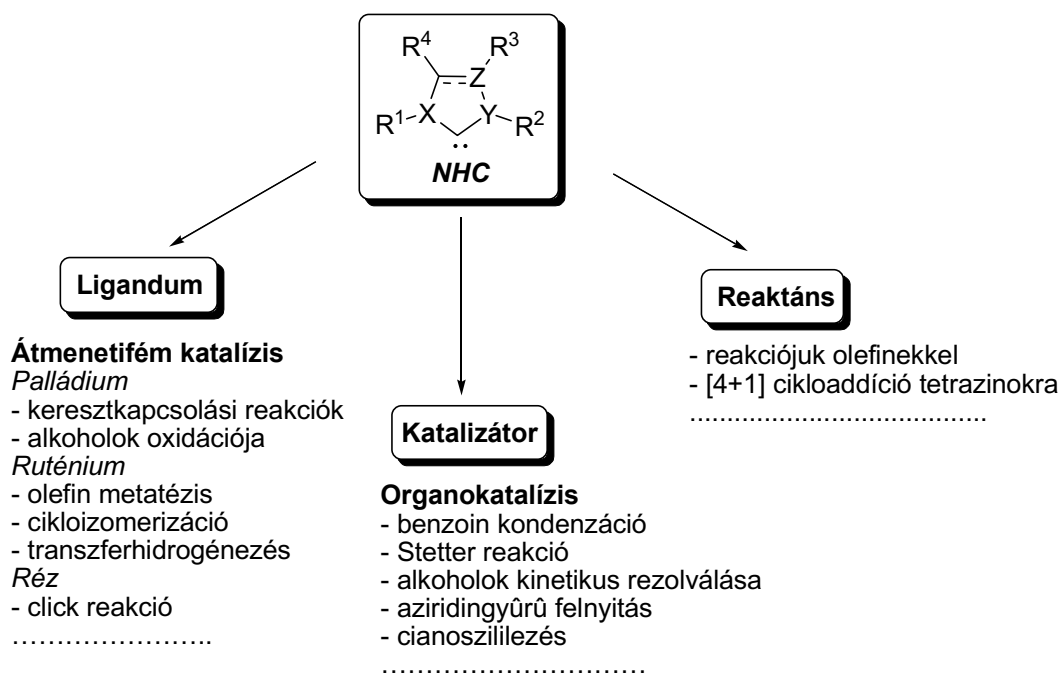 R4 R3
Z
X Y
R1 R2
..
NHC
Ligandum
Átmenetifém katalízis
Palládium
- keresztkapcsolási reakciók
- alkoholok oxidációja
Ruténium
- olefin metatézis
- cikloizomerizáció
- transzferhidrogénezés
Réz
- click reakció
…………………..
Katalizátor
Organokatalízis
- benzoin kondenzáció
- Stetter reakció
- alkoholok kinetikus rezolválása
- aziridingyûrû felnyitás
- cianoszililezés
…………………………
Reaktáns
- reakciójuk olefinekkel
- [4+1] cikloaddíció tetrazinokra
…………………………………